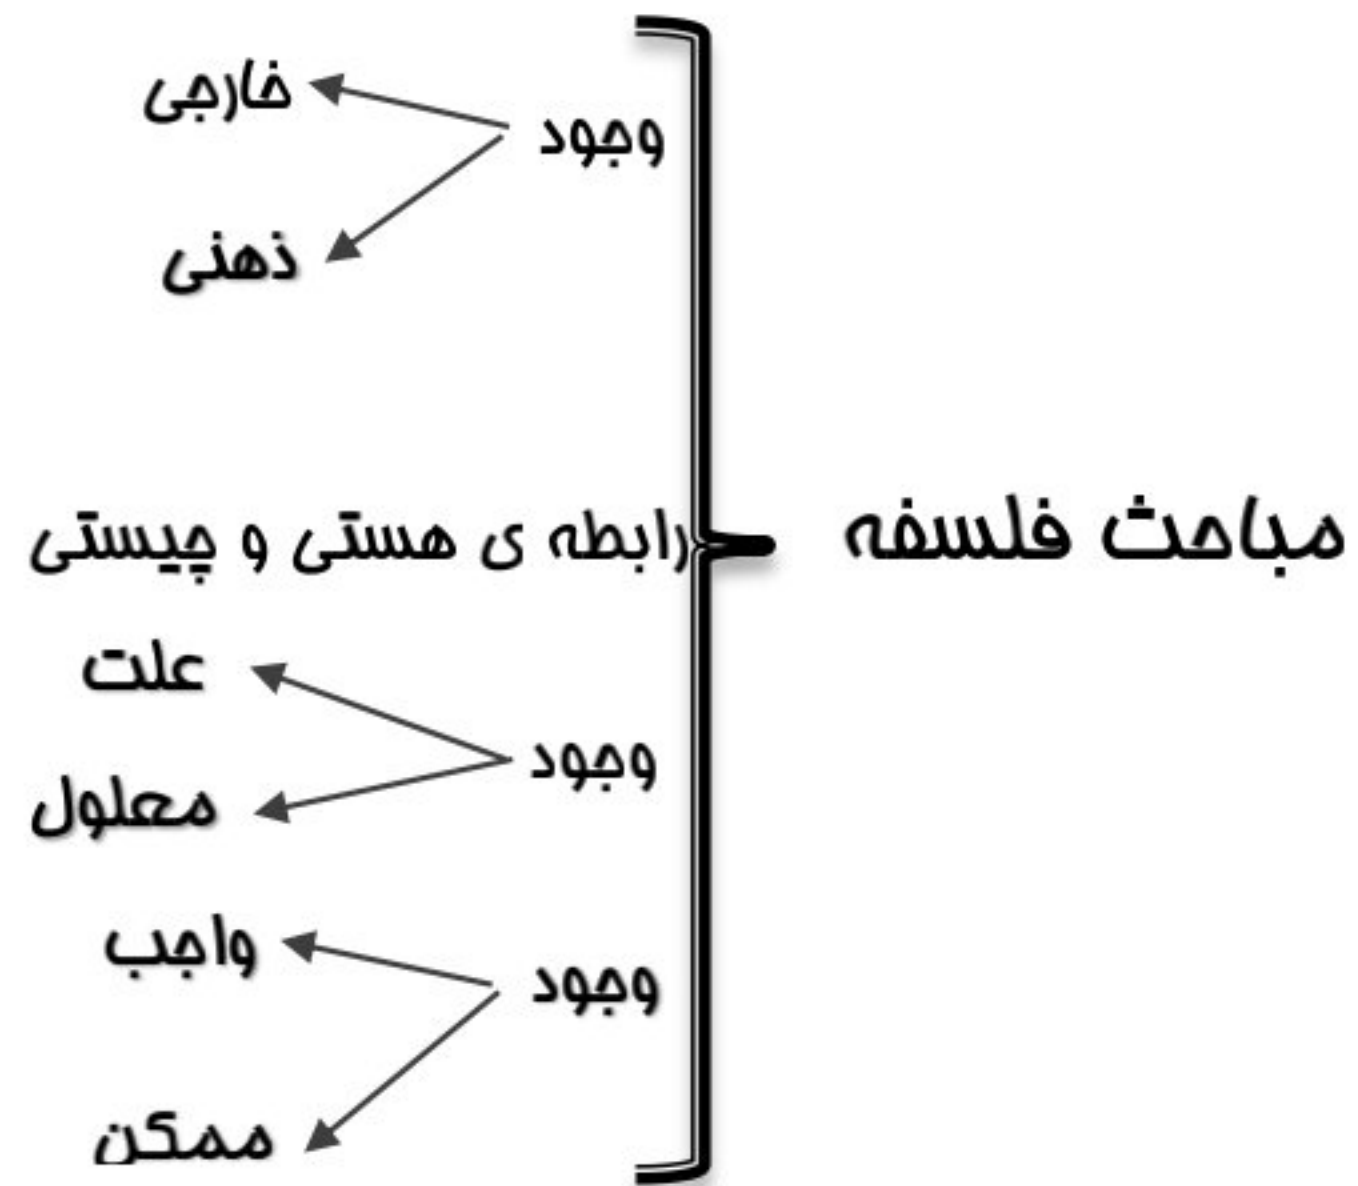 مباحث فلسفه
وجود
خارجی
ذهنی
رابطه ی هستی و چیستی
وجود
علت
معلول
وجود
واجب
ممکن